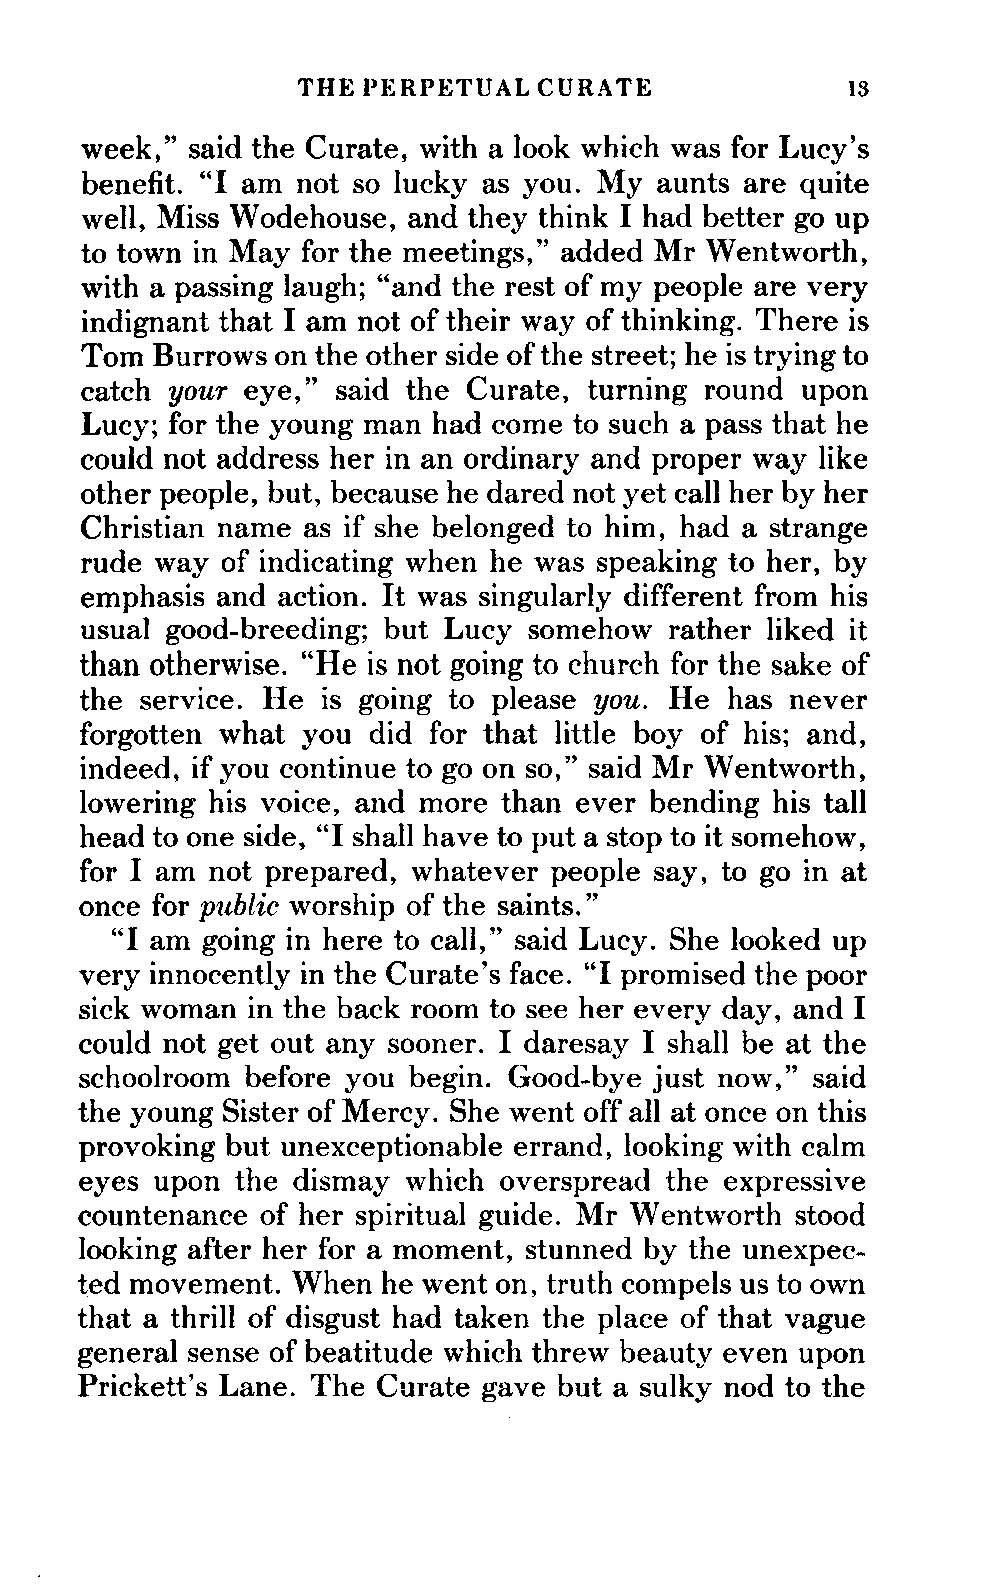 THE PERPETUAL CURATE 13
week,” said the Curate, with a look which was for Lucy’s
benefit. “I am not so lucky as you. My aunts are quite
well, Miss Wodehouse, and they think I had better go up
to town in May for the meetings,” added Mr Wentworth,
with a passing laugh; “and the rest of my people are very
indignant that I am not of their way of thinking. There is
Tom Burrows on the other side of the street; he is trying to
catch your eye,” said the Curate, turning round upon
Lucy; for the young man had come to such a pass that he
could not address her in an ordinary and proper way like
other people, but, because he dared not yet call her by her
Christian name as if she belonged to him, had a strange
rude way of indicating when he was speaking to her, by
emphasis and action. It was singularly different from his
usual good-breeding; but Lucy somehow rather liked it
than otherwise. “He is not going to church for the sake of
the service. He is going to please you. He has never
forgotten what you did for that little boy of his; and,
indeed, if you continue to go on so,” said Mr Wentworth,
lowering his voice, and more than ever bending his tall
head to one side, “I shall have to put a stop to it somehow,
for I am not prepared, whatever people say, to go in at
once for public worship of the saints.”
“I am going in here to call,” said Lucy. She looked up
very innocently in the Curate’s face. “I promised the poor
sick woman in the back room to see her every day, and I
could not get out any sooner. I daresay I shall be at the
schoolroom before you begin. Good-bye just now,” said
the young Sister of Mercy. She went off all at once on this
provoking but unexceptionable errand, looking with calm
eyes upon the dismay which overspread the expressive
countenance of her spiritual guide. Mr Wentworth stood
looking after her for a moment, stunned by the unexpec-
ted movement. When he went on, truth compels us to own
that a thrill of disgust had taken the place of that vague
general sense of beatitude which threw beauty even upon
Prickett’s Lane. The Curate gave but a sulky nod to the